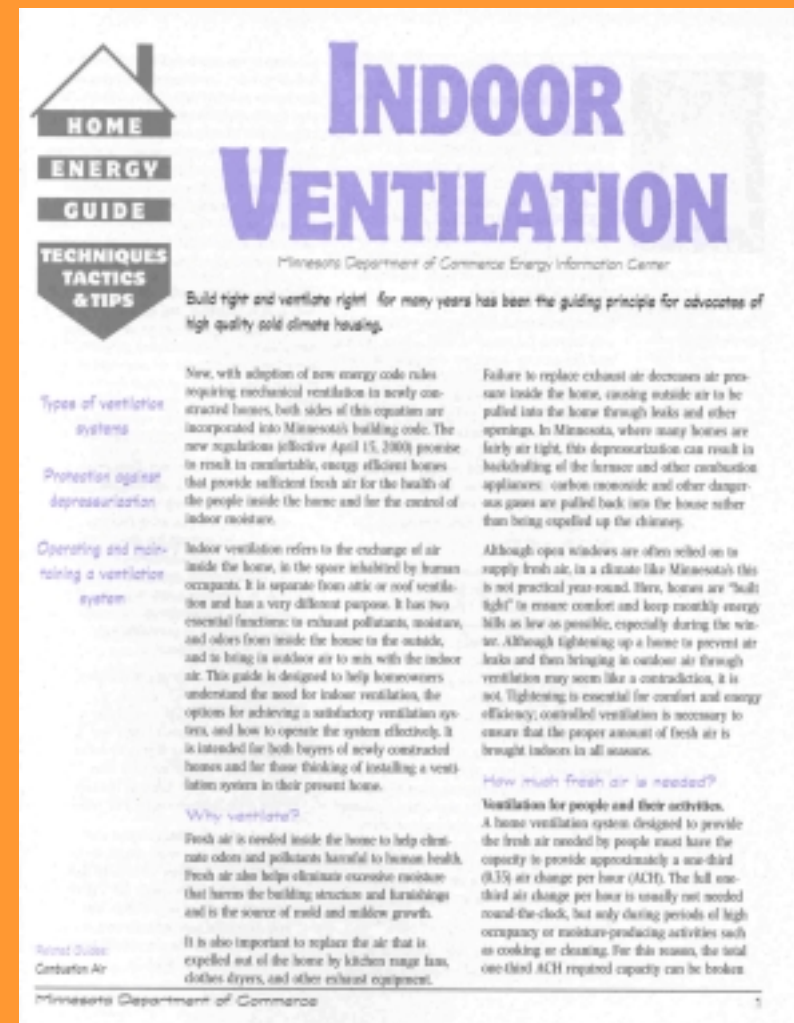 HOME
ENERGY
GUIDE
TECHNIQUES
TACTICS
& TIPS
INDOOR
VENTILATION
Minnesota Department of Commerce Energy Information Center
Build tight and ventilate right! for many years has been the guiding principle for advocates of
high quality cold climate housing.
Types of ventilation
systems
Protection against
depressurization
Operating and main-
taining a ventilation
system
Related Guides:
Combustion Air
Now, with adoption of new energy code rules
requiring mechanical ventilation in newly con-
structed homes, both sides of this equation are
incorporated into Minnesota's building code. The
new regulations (effective April 15, 2000) promise
to result in comfortable, energy efficient homes
that provide sufficient fresh air for the health of
the people inside the home and for the control of
indoor moisture.
Indoor ventilation refers to the exchange of air
inside the home, in the space inhabited by human
occupants. It is separate from attic or roof ventila-
tion and has a very different purpose. It has two
essential functions: to exhaust pollutants, moisture,
and odors from inside the house to the outside,
and to bring in outdoor air to mix with the indoor
air. This guide is designed to help homeowners
understand the need for indoor ventilation, the
options for achieving a satisfactory ventilation sys-
tem, and how to operate the system effectively. It
is intended for both buyers of newly constructed
homes and for those thinking of installing a venti-
lation system in their present home.
Why ventilate?
Fresh air is needed inside the home to help elimi-
nate odors and pollutants harmful to human health.
Fresh air also helps eliminate excessive moisture
that harms the building structure and furnishings
and is the source of mold and mildew growth.
It is also important to replace the air that is
expelled out of the home by kitchen range fans,
clothes dryers, and other exhaust equipment.
Failure to replace exhaust air decreases air pres-
sure inside the home, causing outside air to be
pulled into the home through leaks and other
openings. In Minnesota, where many homes are
fairly air tight, this depressurization can result in
backdrafting of the furnace and other combustion
appliances: carbon monoxide and other danger-
ous gases are pulled back into the house rather
than being expelled up the chimney.
Although open windows are often relied on to
supply fresh air, in a climate like Minnesota's this
is not practical year-round. Here, homes are "built
tight" to ensure comfort and keep monthly energy
bills as low as possible, especially during the win-
ter. Although tightening up a home to prevent air
leaks and then bringing in outdoor air through
ventilation may seem like a contradiction, it is
not. Tightening is essential for comfort and energy
efficiency; controlled ventilation is necessary to
ensure that the proper amount of fresh air is
brought indoors in all seasons.
How much fresh air is needed?
Ventilation for people and their activities.
A home ventilation system designed to provide
the fresh air needed by people must have the
capacity to provide approximately a one-third
(0.35) air change per hour (ACH). The full one-
third air change per hour is usually not needed
round-the-clock, but only during periods of high
occupancy or moisture-producing activities such
as cooking or cleaning. For this reason, the total
one-third ACH required capacity can be broken
Minnesota Department of Commerce
1